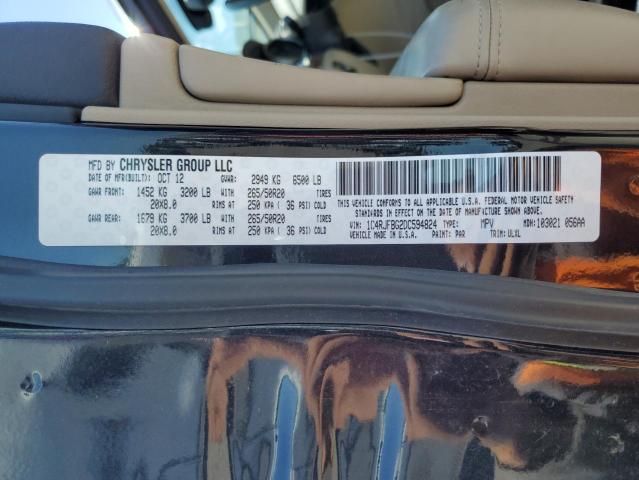 MFD BY CHRYSLER GROUP LLC
DATE OF MFR(BUILT): OCT 12 GVWR: 2949 KG 6500 LB
GAWR FRONT: 1452 KG 3200 LB WITH 265/50R20 TIRES
20X8.0 RIMS AT 250 KPA ( 36 PSI) COLD
GAWR REAR: 1679 KG 3700 LB WITH 265/50R20 TIRES
20X8.0 RIMS AT 250 KPA ( 36 PSI) COLD
THIS VEHICLE CONFORMS TO ALL APPLICABLE U.S.A. FEDERAL MOTOR VEHICLE SAFETY
STANDARDS IN EFFECT ON THE DATE OF MANUFACTURE SHOWN ABOVE.
VIN: 1C4RJFBG2DC594824 TYPE: MPV MDH: 103021 056AA
PAINT: PAR TRIM: ULXL